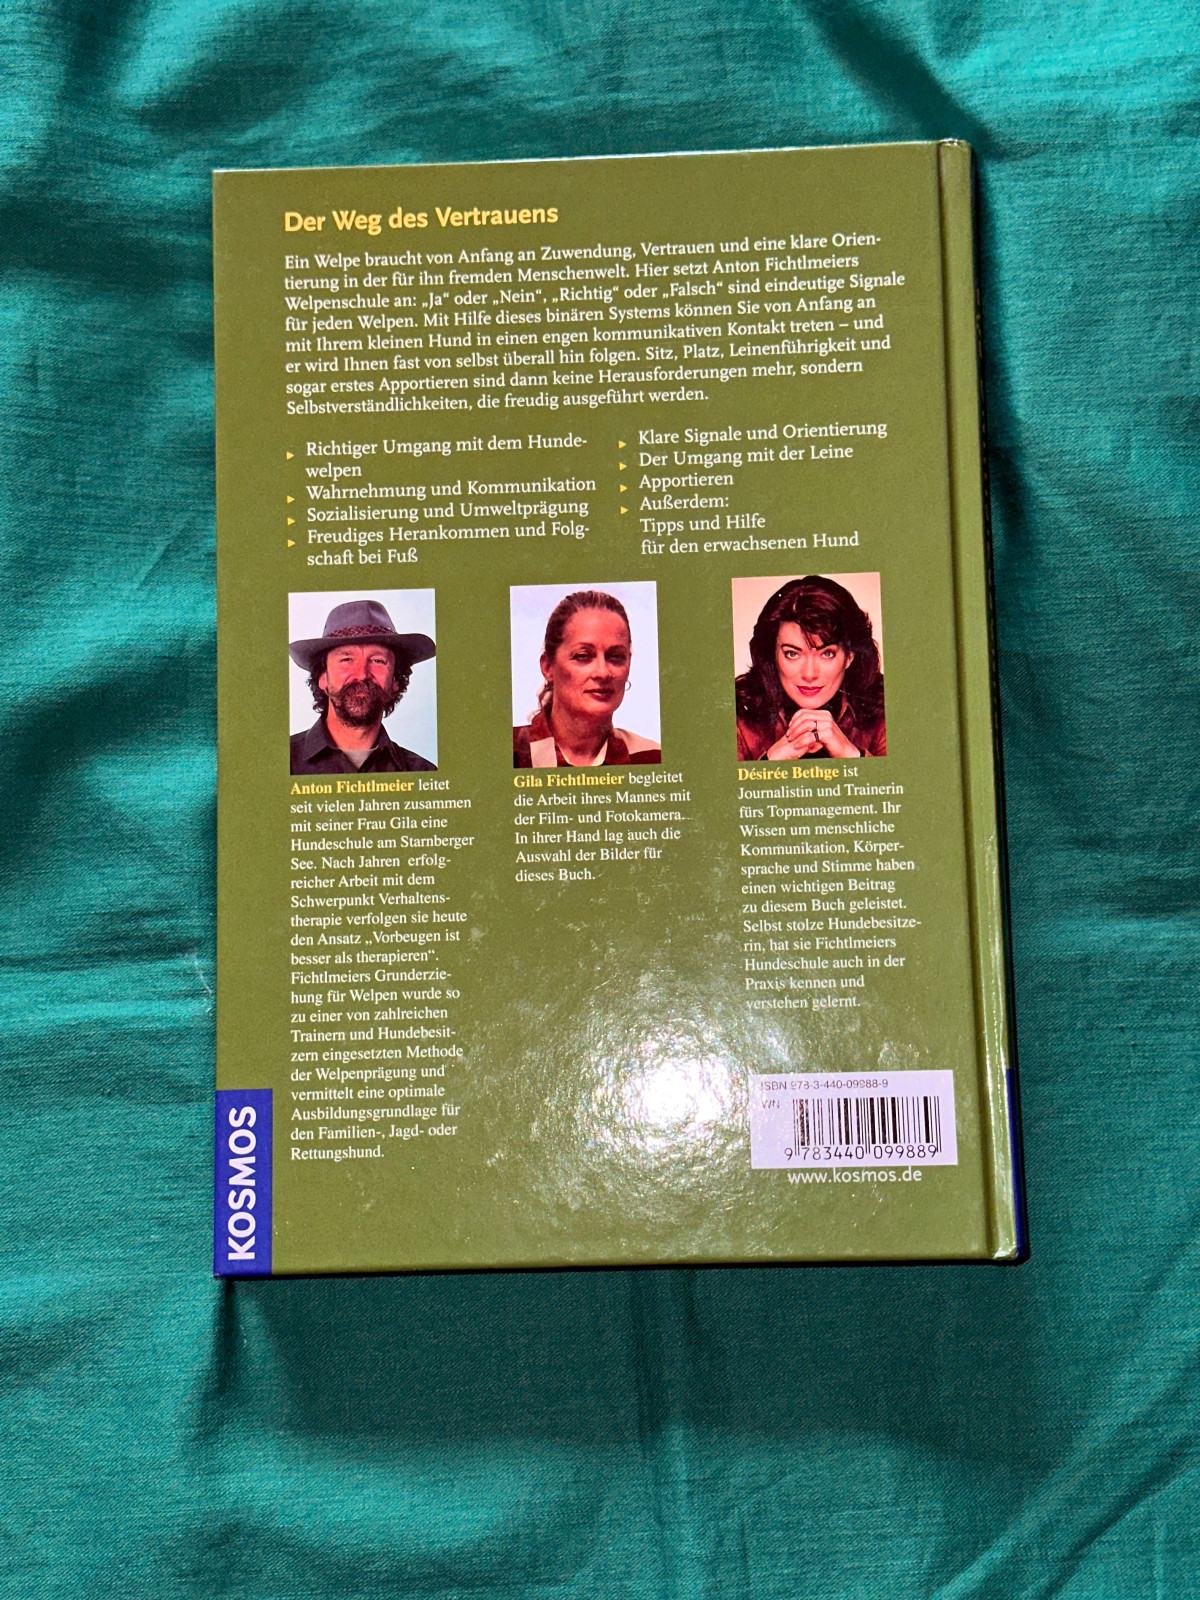 Der Weg des Vertrauens
Ein Welpe braucht von Anfang an Zuwendung, Vertrauen und eine klare Orien-
tierung in der für ihn fremden Menschenwelt. Hier setzt Anton Fichtlmeiers
Welpenschule an: „Ja“ oder „Nein“, „Richtig“ oder „Falsch“ sind eindeutige Signale
für jeden Welpen. Mit Hilfe dieses binären Systems können Sie von Anfang an
mit Ihrem kleinen Hund in einen engen kommunikativen Kontakt treten – und
er wird Ihnen fast von selbst überall hin folgen. Sitz, Platz, Leinenführigkeit und
sogar erstes Apportieren sind dann keine Herausforderungen mehr, sondern
Selbstverständlichkeiten, die freudig ausgeführt werden.
Richtiger Umgang mit dem Hunde-
welpen
Wahrnehmung und Kommunikation
Sozialisierung und Umweltprägung
Freudiges Herankommen und Folg-
schaft bei Fuß
Klare Signale und Orientierung
Der Umgang mit der Leine
Apportieren
Außerdem:
Tipps und Hilfe
für den erwachsenen Hund
Anton Fichtlmeier leitet
seit vielen Jahren zusammen
mit seiner Frau Gila eine
Hundeschule am Starnberger
See. Nach Jahren erfolg-
reicher Arbeit mit dem
Schwerpunkt Verhaltens-
therapie verfolgen sie heute
den Ansatz „Vorbeugen ist
besser als therapieren“.
Fichtlmeiers Grunderzie-
hung für Welpen wurde so
zu einer von zahlreichen
Trainern und Hundebesit-
zern eingesetzten Methode
der Welpenprägung und
vermittelt eine optimale
Ausbildungsgrundlage für
den Familien-, Jagd- oder
Rettungshund.
Gila Fichtlmeier begleitet
die Arbeit ihres Mannes mit
der Film- und Fotokamera.
In ihrer Hand lag auch die
Auswahl der Bilder für
dieses Buch.
Désirée Bethge ist
Journalistin und Trainerin
fürs Topmanagement. Ihr
Wissen um menschliche
Kommunikation, Körper-
sprache und Stimme haben
einen wichtigen Beitrag
zu diesem Buch geleistet.
Selbst stolze Hundebesitze-
rin, hat sie Fichtlmeiers
Hundeschule auch in der
Praxis kennen und
verstehen gelernt.
ISBN 978-3-440-09988-9
WN
9 783440 099889
www.kosmos.de
KOSMOS